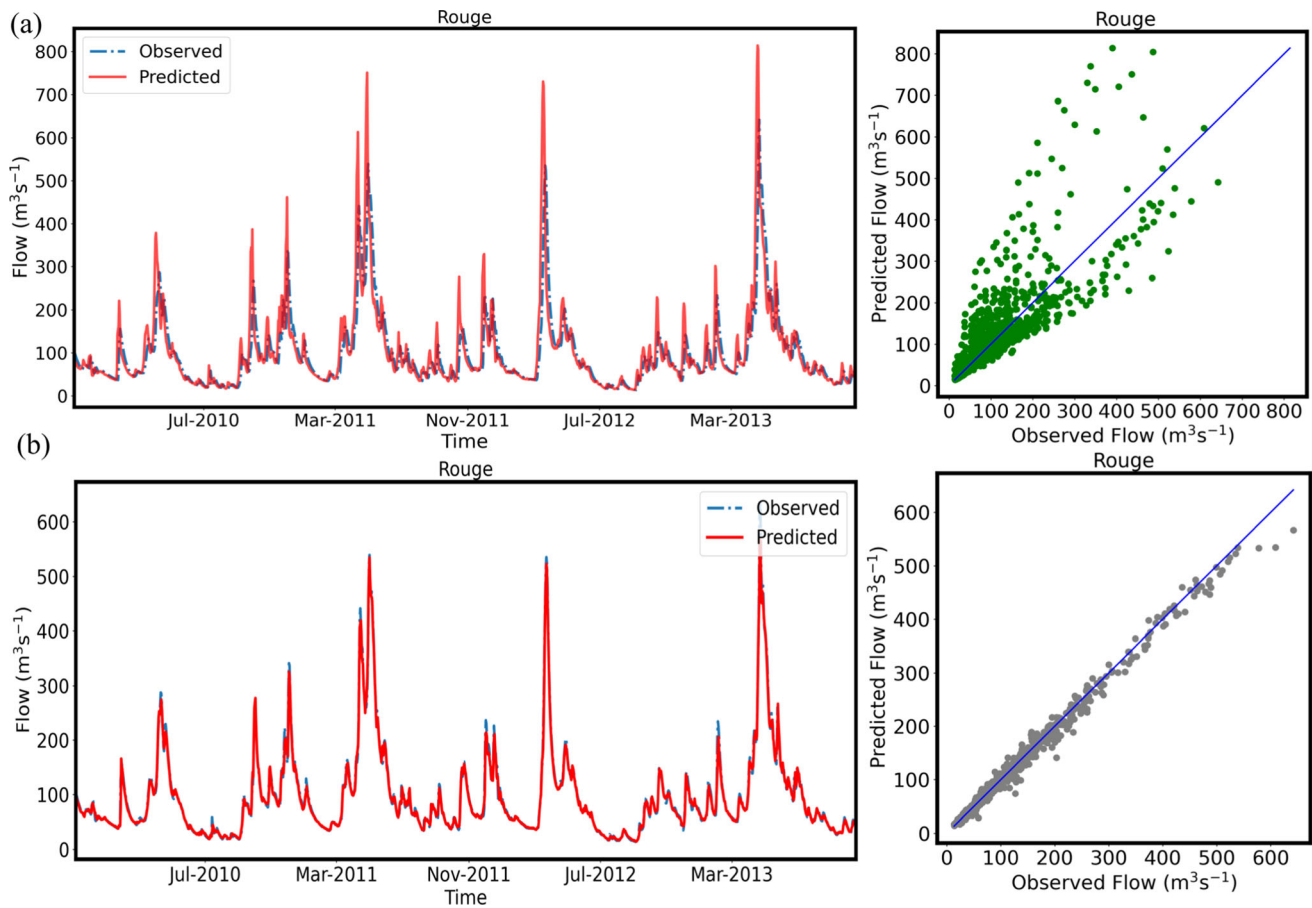 (a)
Rouge
Observed
Predicted
800
700
600
500
400
300
200
100
0
Flow (m³s⁻¹)
Jul-2010 Mar-2011 Nov-2011 Jul-2012 Mar-2013
Time
Rouge
800
700
600
500
400
300
200
100
0
Predicted Flow (m³s⁻¹)
0 100 200 300 400 500 600 700 800
Observed Flow (m³s⁻¹)
(b)
Rouge
Observed
Predicted
600
500
400
300
200
100
0
Flow (m³s⁻¹)
Jul-2010 Mar-2011 Nov-2011 Jul-2012 Mar-2013
Time
Rouge
600
500
400
300
200
100
0
Predicted Flow (m³s⁻¹)
0 100 200 300 400 500 600
Observed Flow (m³s⁻¹)